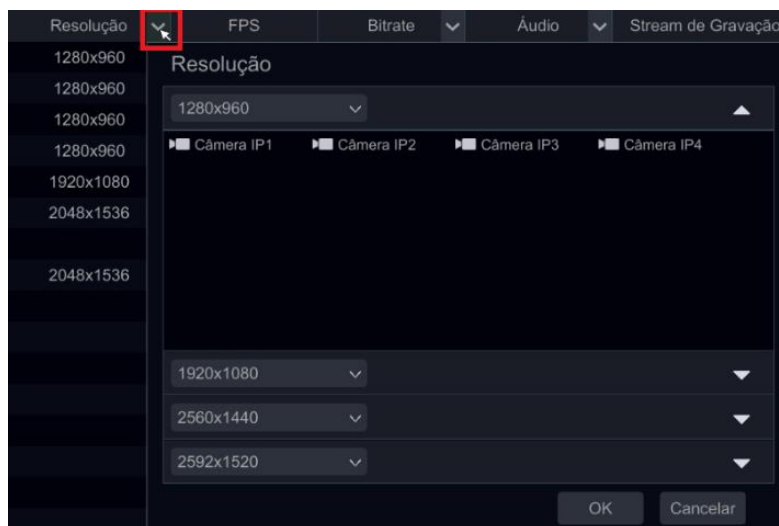 Resolução FPS Bitrate Áudio Stream de Gravação
1280x960
1280x960
1280x960
1280x960
1920x1080
2048x1536
2048x1536
Resolução
1280x960
Câmera IP1 Câmera IP2 Câmera IP3 Câmera IP4
1920x1080
2560x1440
2592x1520
OK Cancelar